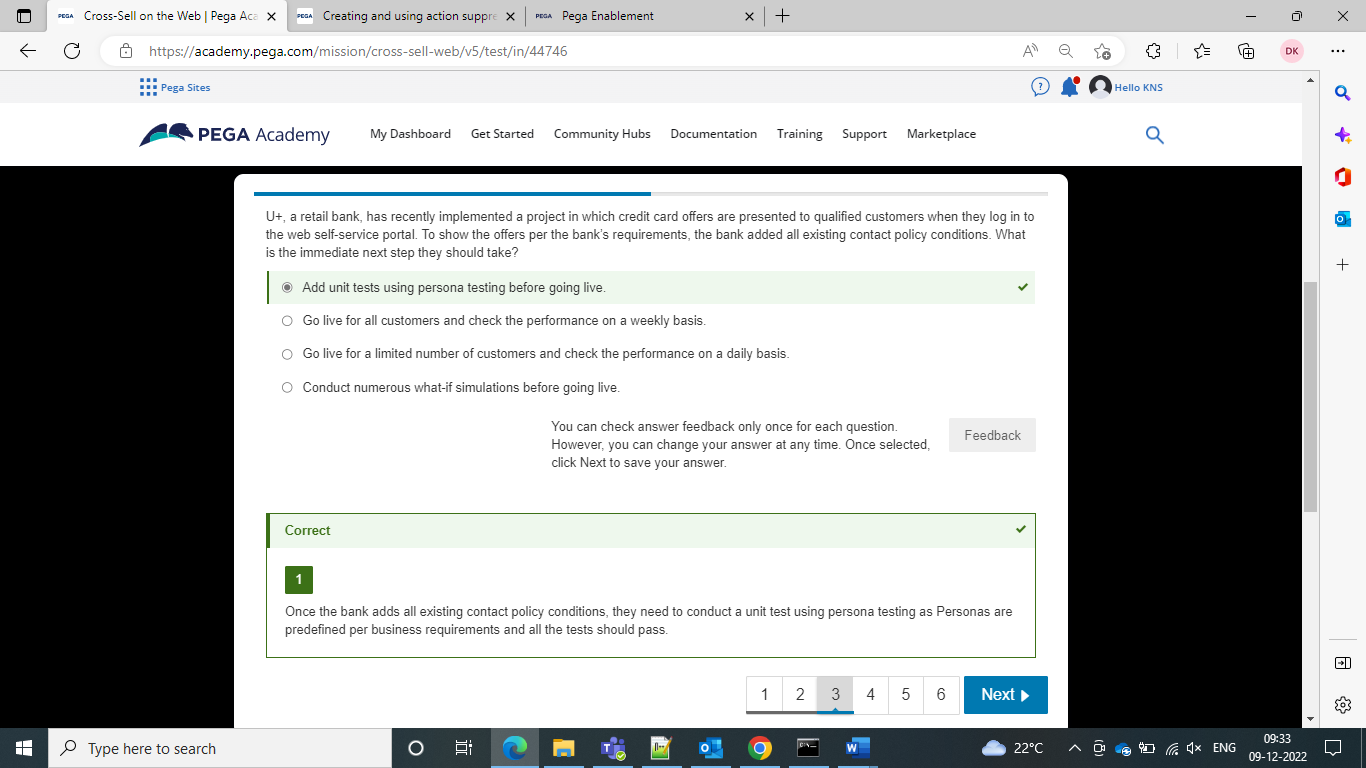 PEGA Cross-Sell on the Web | Pega Aca
PEGA Creating and using action suppre
PEGA Pega Enablement
https://academy.pega.com/mission/cross-sell-web/v5/test/in/44746
DK
Pega Sites
? Hello KNS
PEGA Academy
My Dashboard Get Started Community Hubs Documentation Training Support Marketplace
U+, a retail bank, has recently implemented a project in which credit card offers are presented to qualified customers when they log in to
the web self-service portal. To show the offers per the bank's requirements, the bank added all existing contact policy conditions. What
is the immediate next step they should take?
Add unit tests using persona testing before going live.
Go live for all customers and check the performance on a weekly basis.
Go live for a limited number of customers and check the performance on a daily basis.
Conduct numerous what-if simulations before going live.
You can check answer feedback only once for each question.
However, you can change your answer at any time. Once selected,
click Next to save your answer.
Feedback
Correct
1
Once the bank adds all existing contact policy conditions, they need to conduct a unit test using persona testing as Personas are
predefined per business requirements and all the tests should pass.
1 2 3 4 5 6 Next
Type here to search
22°C
ENG
09:33
09-12-2022